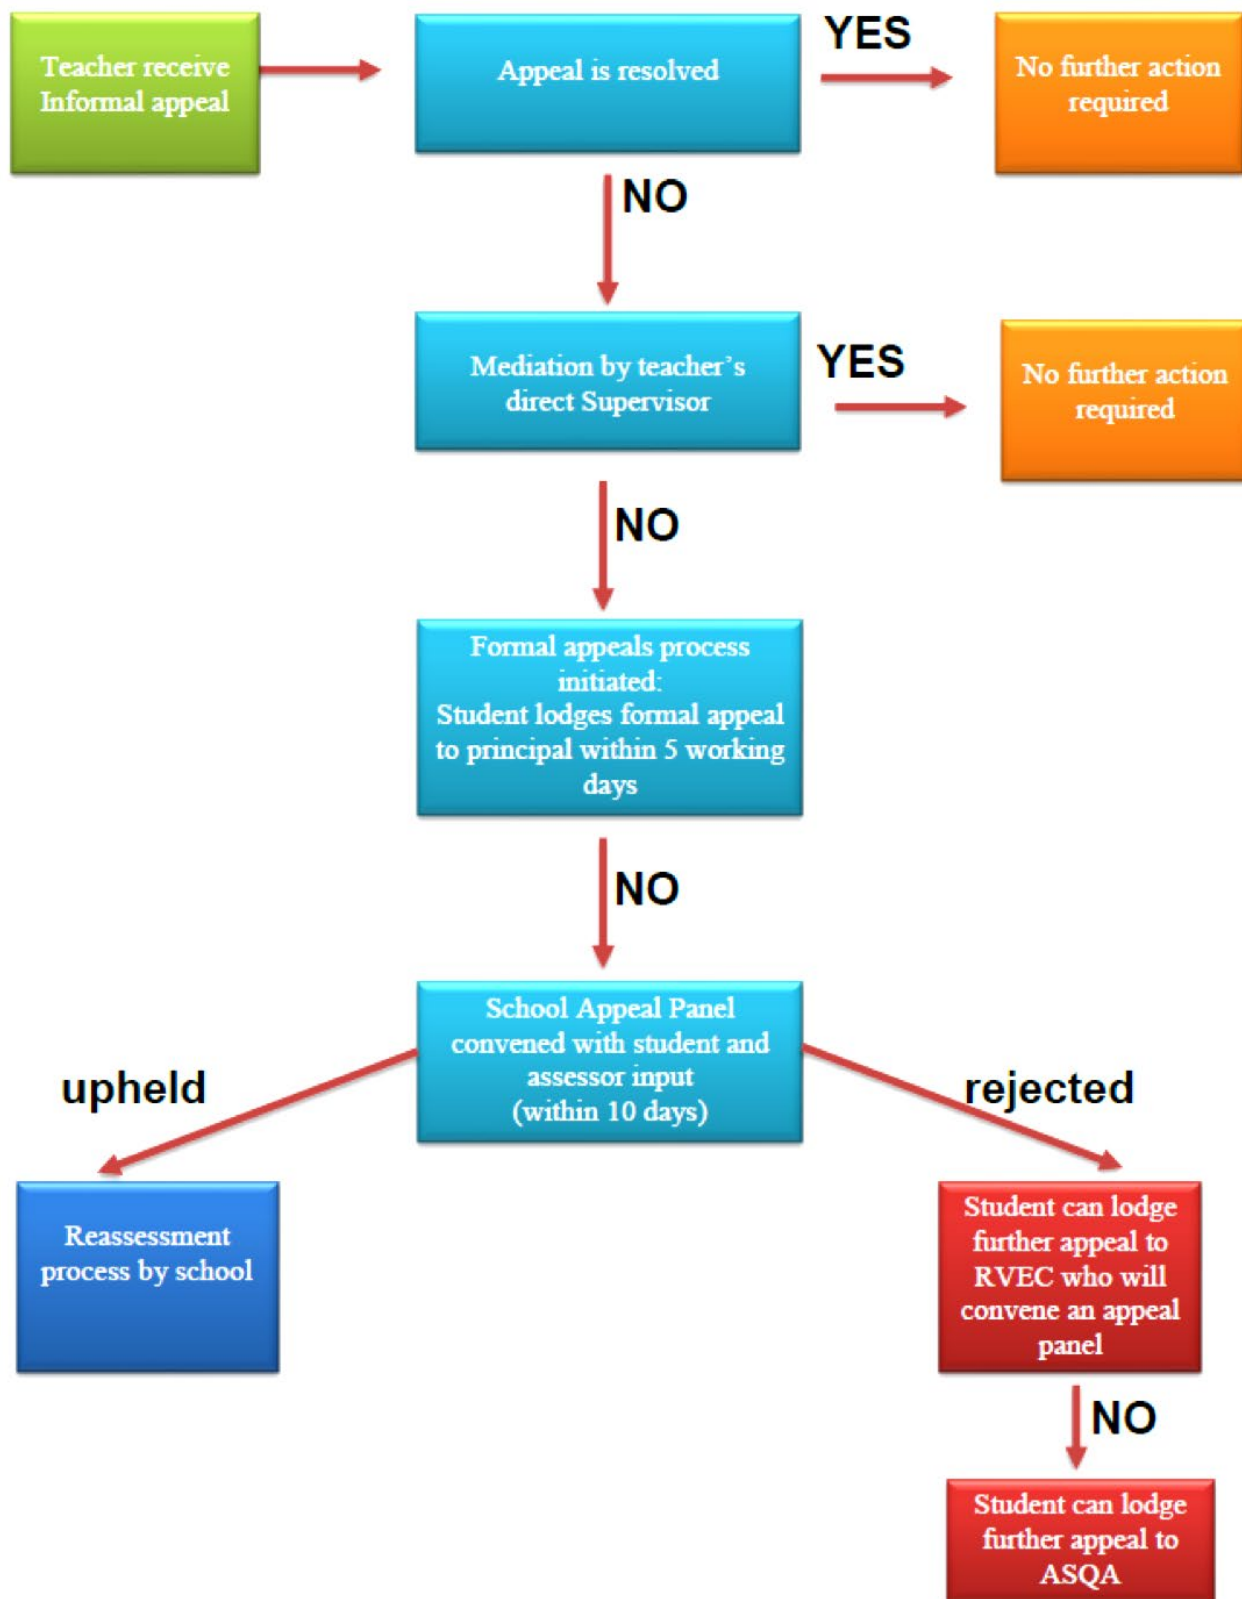 Teacher receive
Informal appeal
Appeal is resolved
YES
No further action
required
NO
Mediation by teacher’s
direct Supervisor
YES
No further action
required
NO
Formal appeals process
initiated:
Student lodges formal appeal
to principal within 5 working
days
NO
School Appeal Panel
convened with student and
assessor input
(within 10 days)
upheld
rejected
Reassessment
process by school
Student can lodge
further appeal to
RVEC who will
convene an appeal
panel
NO
Student can lodge
further appeal to
ASQA